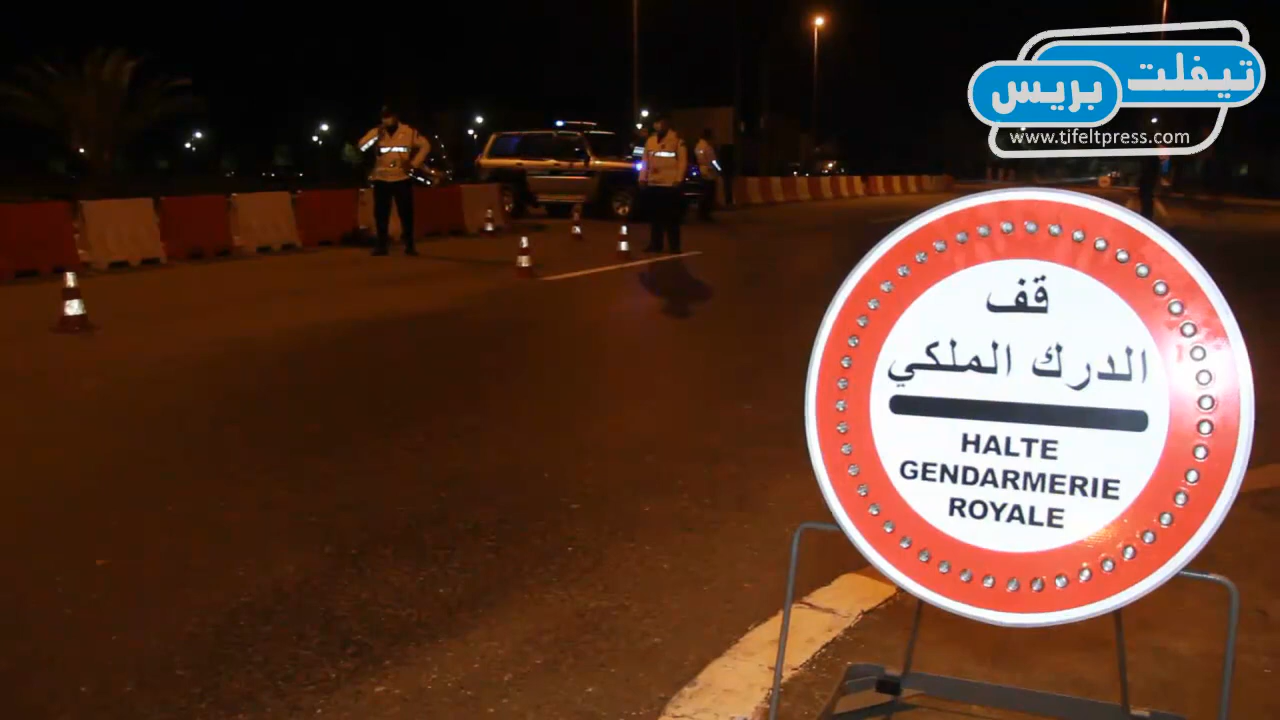 تيفلت
بريس
www.tifeltpress.com
قف
الدرك الملكي
HALTE
GENDARMERIE
ROYALE